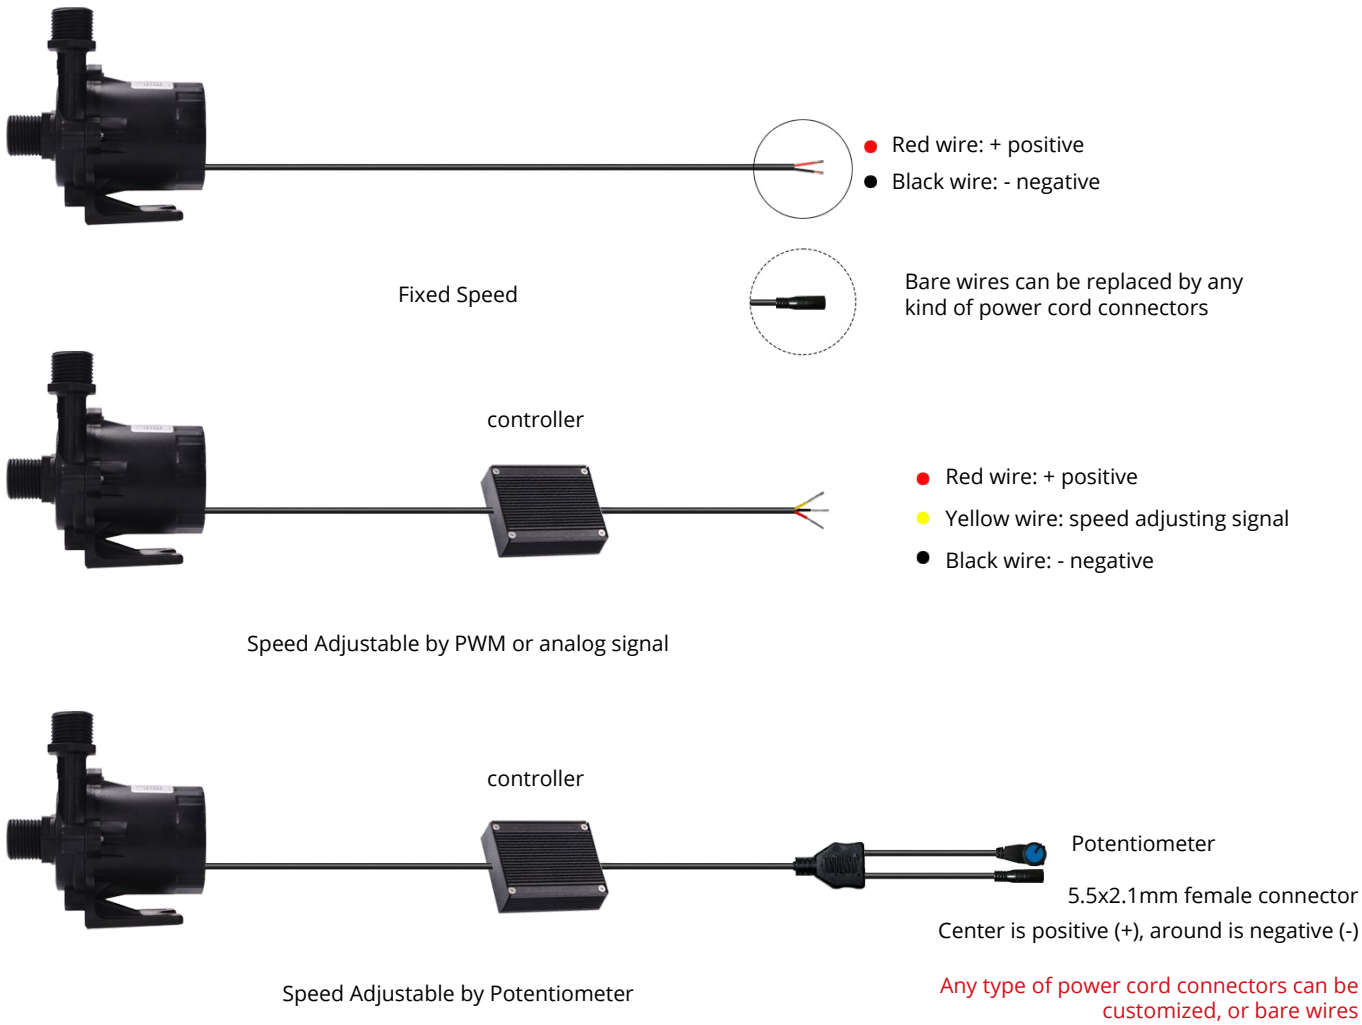 Red wire: + positive
Black wire: - negative
Fixed Speed
Bare wires can be replaced by any
kind of power cord connectors
controller
Red wire: + positive
Yellow wire: speed adjusting signal
Black wire: - negative
Speed Adjustable by PWM or analog signal
controller
Potentiometer
5.5x2.1mm female connector
Center is positive (+), around is negative (-)
Speed Adjustable by Potentiometer
Any type of power cord connectors can be
customized, or bare wires